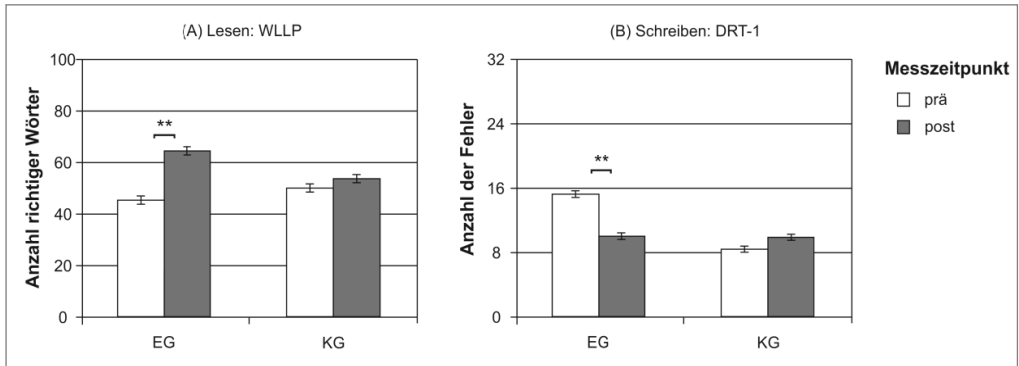 (A) Lesen: WLLP
Anzahl richtiger Wörter
100
80
60
40
20
0
**
EG
KG
(B) Schreiben: DRT-1
Anzahl der Fehler
32
24
16
8
0
**
EG
KG
Messzeitpunkt
prä
post